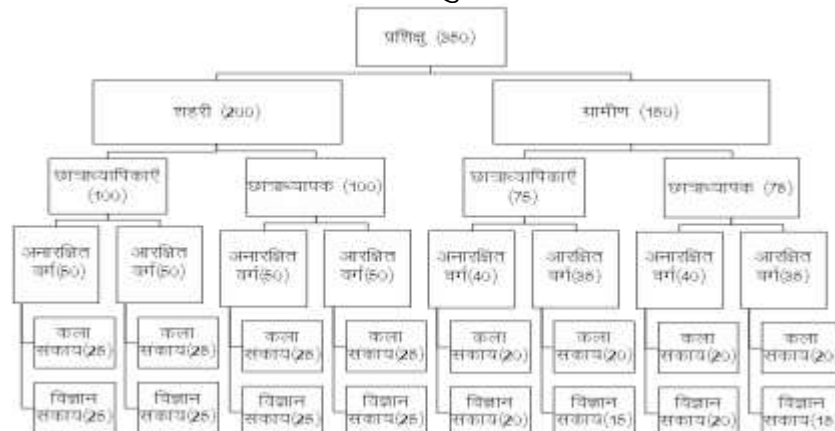 प्रशिक्षु (350)
शहरी (200)
ग्रामीण (150)
छात्राध्यापिकाएँ
(100)
छात्राध्यापक (100)
छात्राध्यापिकाएँ
(75)
छात्राध्यापक (75)
अनारक्षित
वर्ग(50)
आरक्षित
वर्ग(50)
अनारक्षित
वर्ग(50)
आरक्षित
वर्ग(50)
अनारक्षित
वर्ग(40)
आरक्षित
वर्ग(35)
अनारक्षित
वर्ग(40)
आरक्षित
वर्ग(35)
कला
संकाय(25)
कला
संकाय(25)
कला
संकाय(25)
कला
संकाय(25)
कला
संकाय(20)
कला
संकाय(20)
कला
संकाय(20)
कला
संकाय(20)
विज्ञान
संकाय(25)
विज्ञान
संकाय(25)
विज्ञान
संकाय(25)
विज्ञान
संकाय(25)
विज्ञान
संकाय(20)
विज्ञान
संकाय(15)
विज्ञान
संकाय(20)
विज्ञान
संकाय(15)